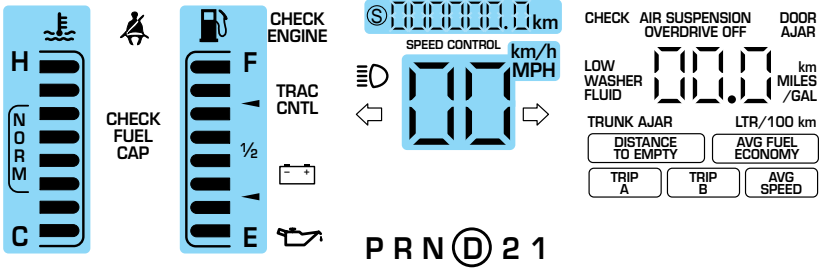 H
NORM
C
CHECK
FUEL
CAP
F
½
E
CHECK
ENGINE
TRAC
CNTL
- +
S 000000.0 km
SPEED CONTROL
km/h
MPH
00
P R N D 2 1
CHECK AIR SUSPENSION DOOR
OVERDRIVE OFF AJAR
LOW
WASHER
FLUID
00.0
km
MILES
/GAL
TRUNK AJAR LTR/100 km
DISTANCE
TO EMPTY
AVG FUEL
ECONOMY
TRIP
A
TRIP
B
AVG
SPEED